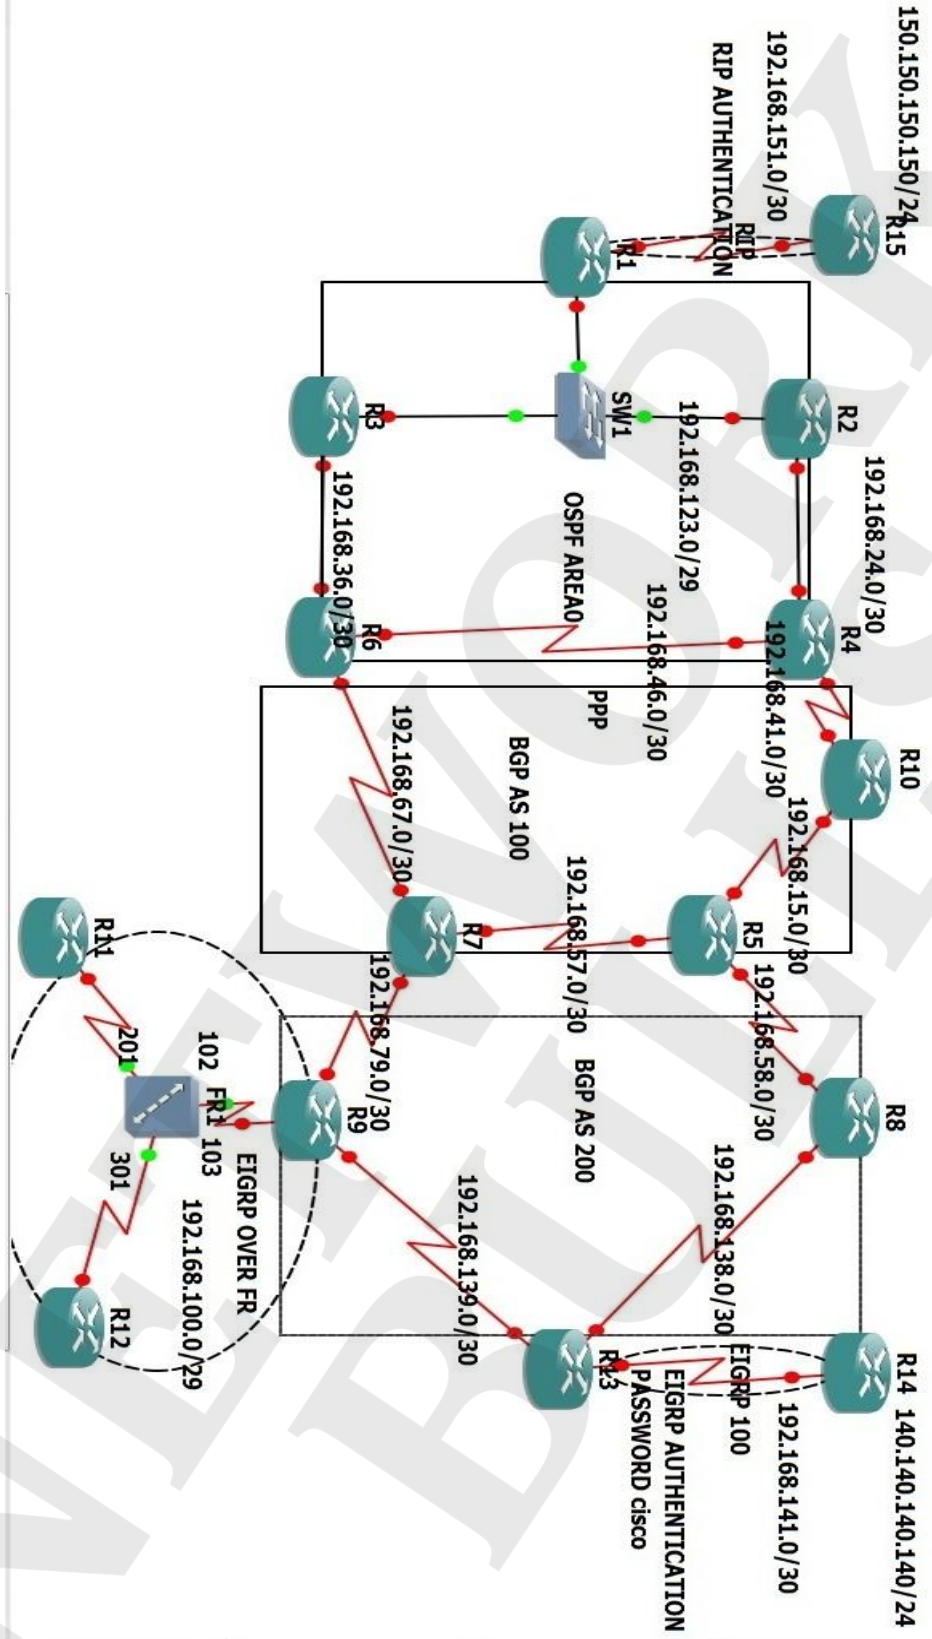 150.150.150.150/24
R15
192.168.151.0/30
RIP
RIP AUTHENTICATION
R1
R2
192.168.24.0/30
R4
SW1
192.168.123.0/29
OSPF AREA0
R3
192.168.36.0/30
R6
192.168.46.0/30
192.168.41.0/30
R10
192.168.15.0/30
PPP
BGP AS 100
192.168.67.0/30
192.168.57.0/30
R5
R7
192.168.58.0/30
R8
192.168.79.0/30
BGP AS 200
R9
192.168.138.0/30
192.168.139.0/30
R13
R14
140.140.140.140/24
EIGRP 100
192.168.141.0/30
EIGRP AUTHENTICATION
PASSWORD cisco
R11
201
102
FR1
103
301
EIGRP OVER FR
192.168.100.0/29
R12
NETWORK
BULLS